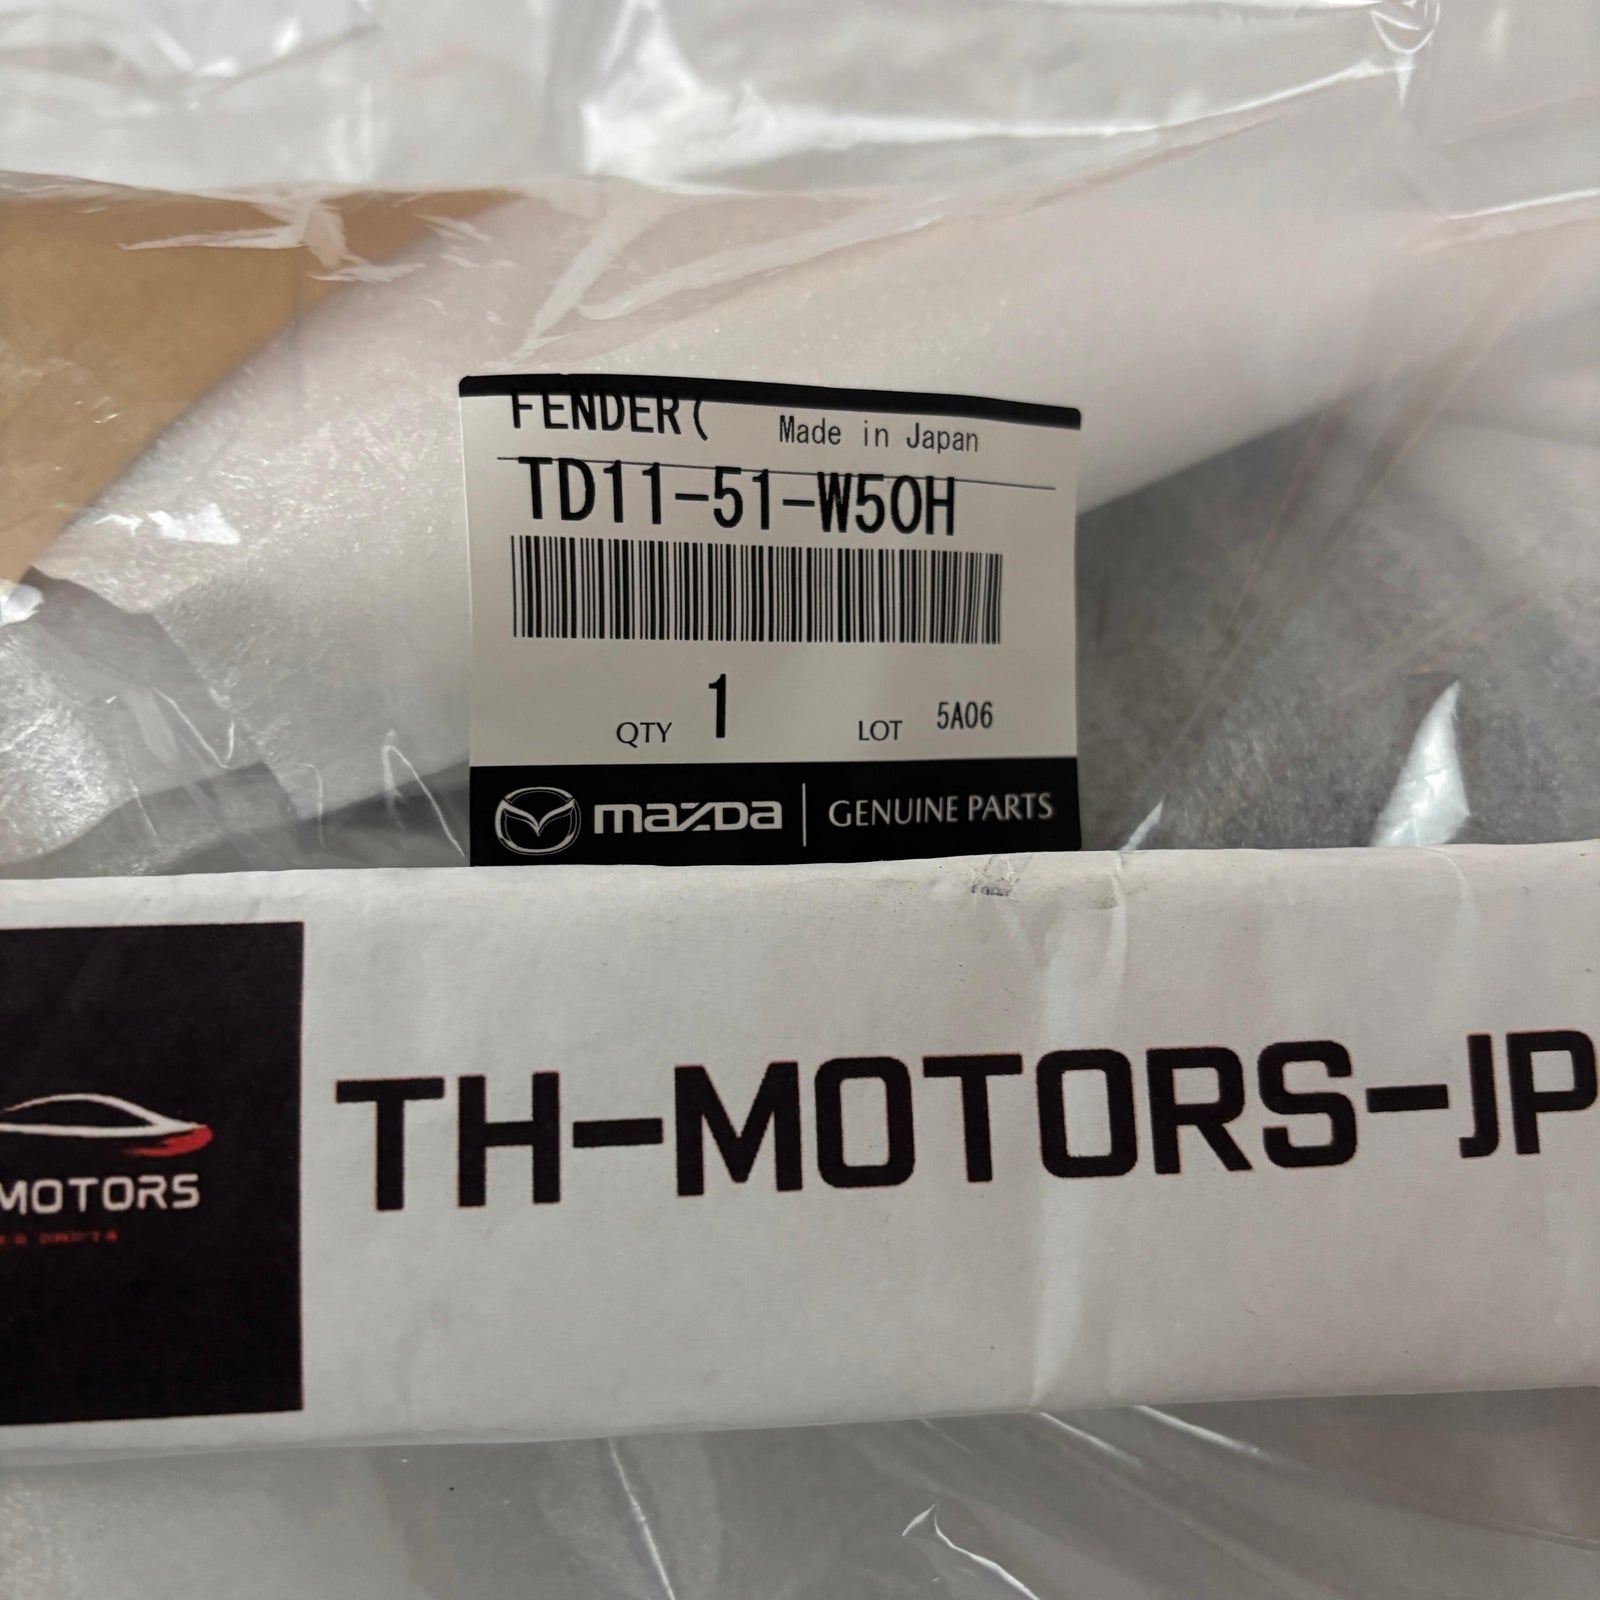 FENDER(
Made in Japan
TD11-51-W50H
QTY 1
LOT 5A06
mazda | GENUINE PARTS
MOTORS
TH-MOTORS-JP